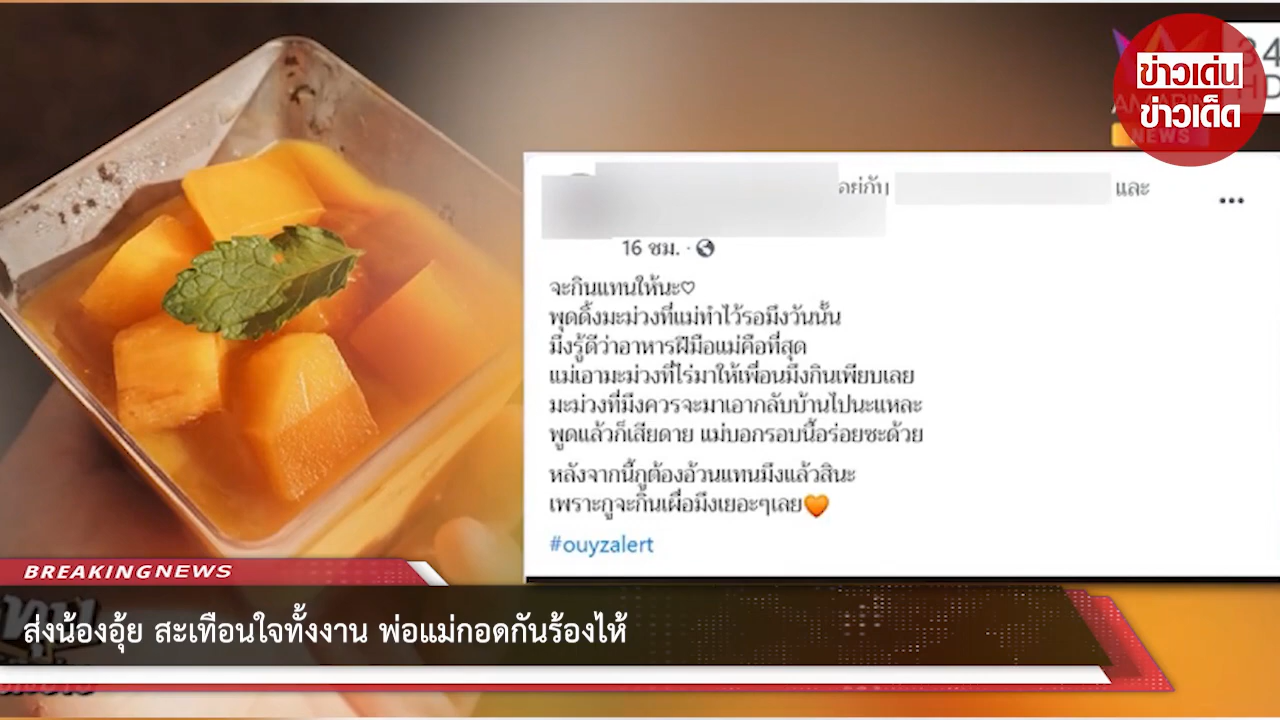 34
HD
ข่าวเด่น
ข่าวเด็ด
AMARIN
NEWS
อยู่กับ และ
16 ชม.
จะกินแทนให้นะ♡
พุดดิ้งมะม่วงที่แม่ทำไว้รอมึงวันนั้น
มึงรู้ดีว่าอาหารฝีมือแม่คือที่สุด
แม่เอามะม่วงที่ไร่มาให้เพื่อนมึงกินเพียบเลย
มะม่วงที่มึงควรจะมาเอากลับบ้านไปนะแหละ
พูดแล้วก็เสียดาย แม่บอกรอบนี้อร่อยซะด้วย
หลังจากนี้กูต้องอ้วนแทนมึงแล้วสินะ
เพราะกูจะกินเผื่อมึงเยอะๆเลย🧡
#ouyzalert
BREAKINGNEWS
ส่งน้องอุ้ย สะเทือนใจทั้งงาน พ่อแม่กอดกันร้องไห้